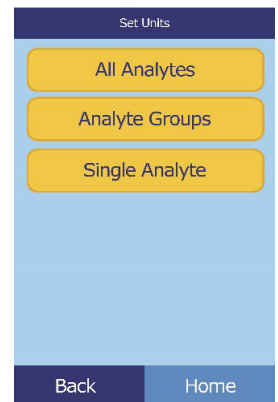 Set Units
All Analytes
Analyte Groups
Single Analyte
Back Home